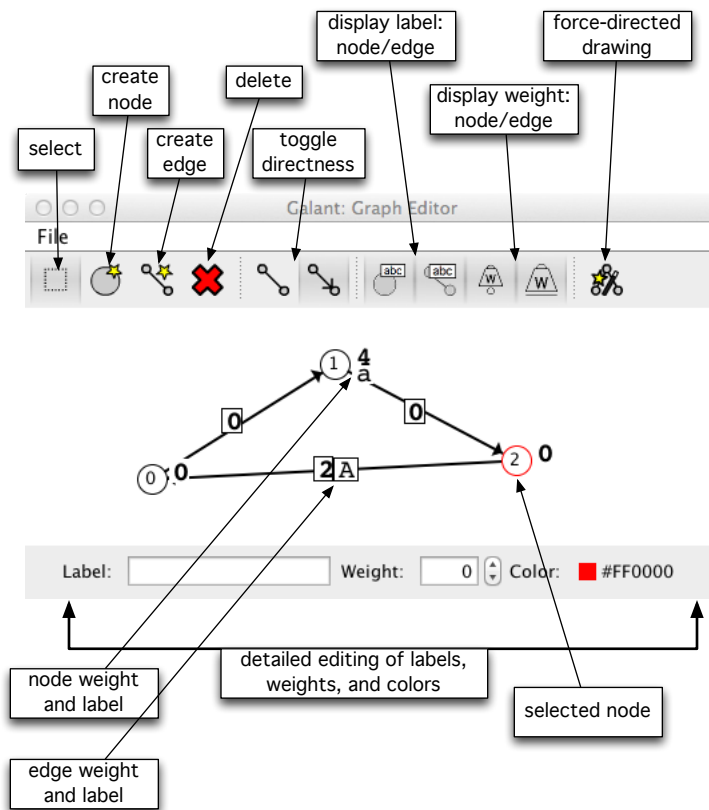 display label:
node/edge
force-directed
drawing
create
node
delete
display weight:
node/edge
select
create
edge
toggle
directness
Galant: Graph Editor
File
abc
abc
W
W
1
4
a
0
0
0
0
2 A
2
0
Label:
Weight:
0
Color:
#FF0000
detailed editing of labels,
weights, and colors
node weight
and label
selected node
edge weight
and label